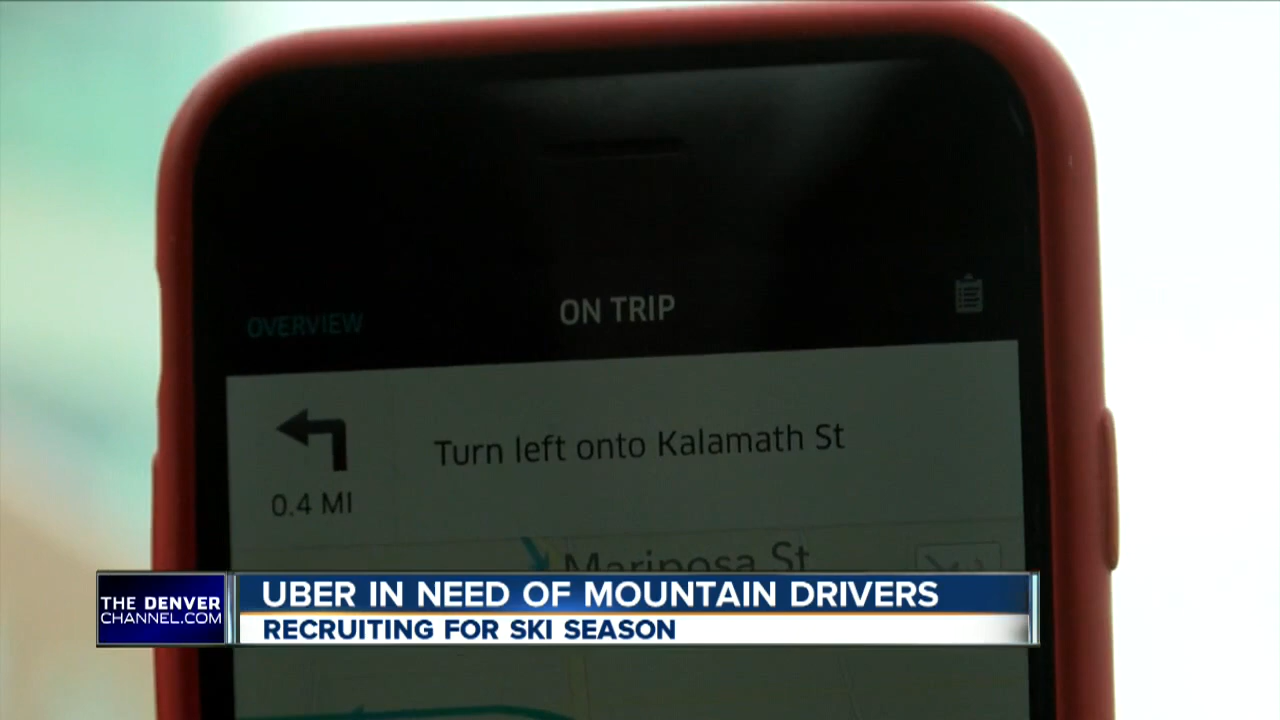 OVERVIEW
ON TRIP
Turn left onto Kalamath St
0.4 MI
Mariposa St
THE DENVER
CHANNEL.COM
UBER IN NEED OF MOUNTAIN DRIVERS
RECRUITING FOR SKI SEASON